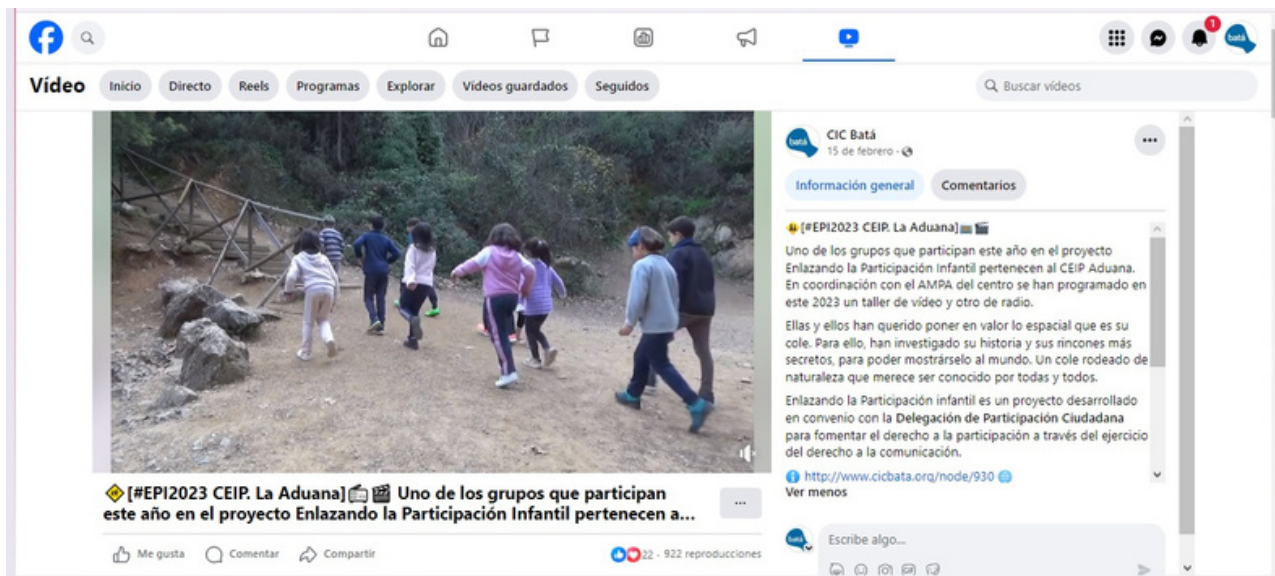 1
batá
Vídeo
Inicio
Directo
Reels
Programas
Explorar
Vídeos guardados
Seguidos
Buscar vídeos
batá
CIC Batá
15 de febrero ·
Información general
Comentarios
[#EPI2023 CEIP. La Aduana]
Uno de los grupos que participan este año en el proyecto
Enlazando la Participación Infantil pertenecen al CEIP Aduana.
En coordinación con el AMPA del centro se han programado en
este 2023 un taller de vídeo y otro de radio.
Ellas y ellos han querido poner en valor lo espacial que es su
cole. Para ello, han investigado su historia y sus rincones más
secretos, para poder mostrárselo al mundo. Un cole rodeado de
naturaleza que merece ser conocido por todas y todos.
Enlazando la Participación infantil es un proyecto desarrollado
en convenio con la Delegación de Participación Ciudadana
para fomentar el derecho a la participación a través del ejercicio
del derecho a la comunicación.
http://www.cicbata.org/node/930
Ver menos
[#EPI2023 CEIP. La Aduana] Uno de los grupos que participan
este año en el proyecto Enlazando la Participación Infantil pertenecen a...
Me gusta
Comentar
Compartir
22 · 922 reproducciones
batá
Escribe algo...
GIF